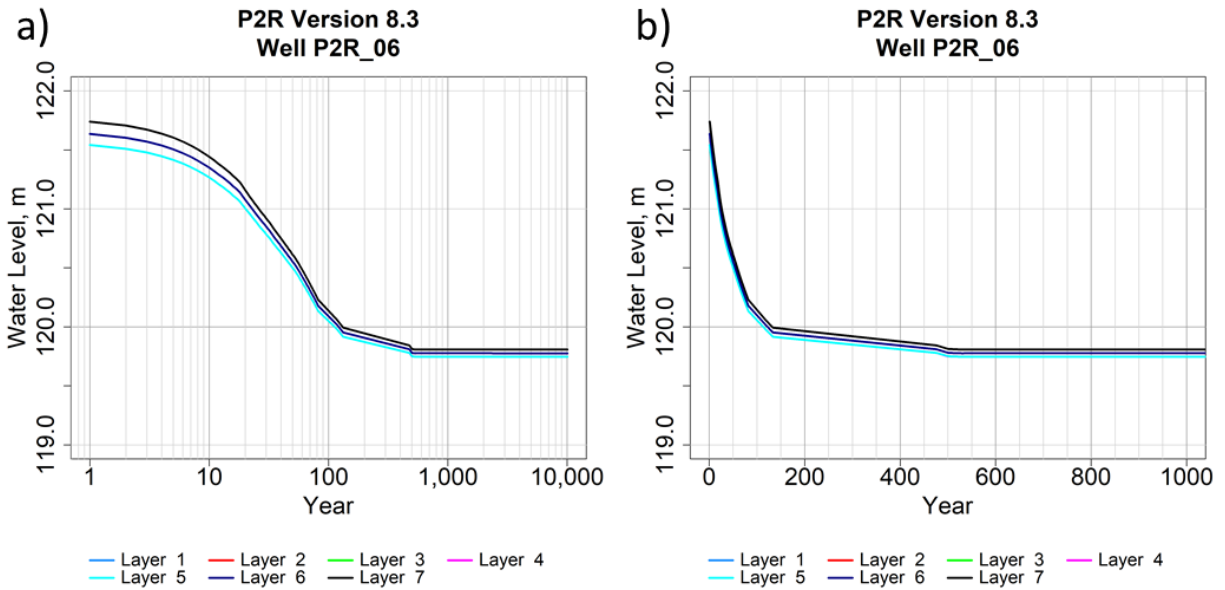 a)
P2R Version 8.3
Well P2R_06
Water Level, m
122.0
121.0
120.0
119.0
1 10 100 1,000 10,000
Year
Layer 1 Layer 2 Layer 3 Layer 4
Layer 5 Layer 6 Layer 7
b)
P2R Version 8.3
Well P2R_06
Water Level, m
122.0
121.0
120.0
119.0
0 200 400 600 800 1000
Year
Layer 1 Layer 2 Layer 3 Layer 4
Layer 5 Layer 6 Layer 7